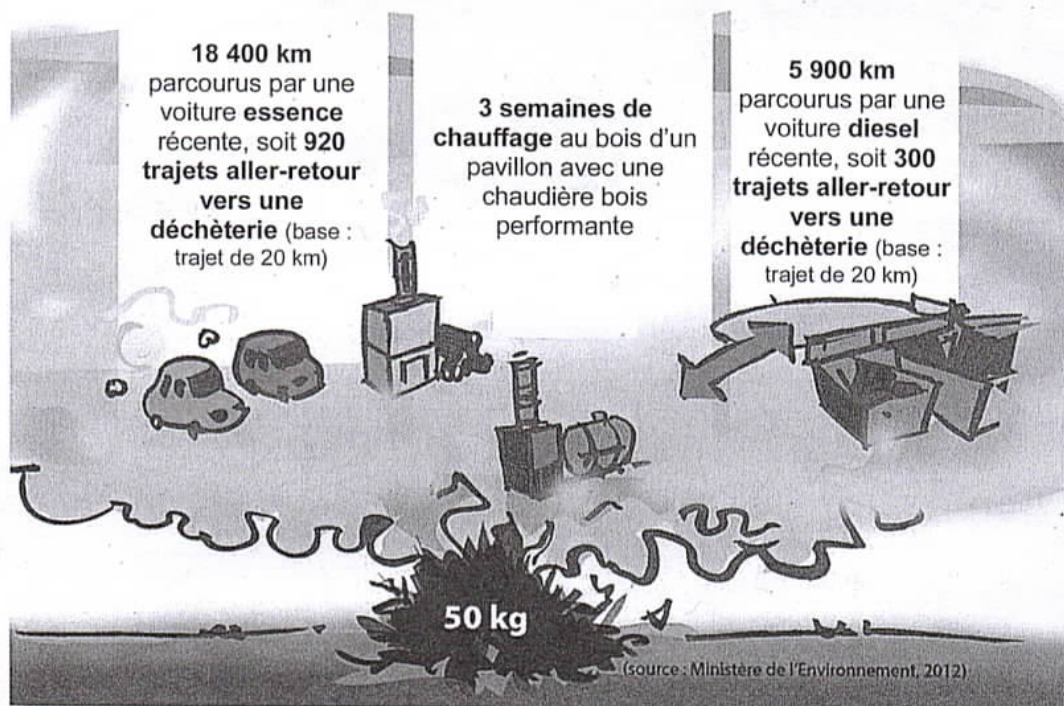 18 400 km
parcourus par une
voiture essence
récente, soit 920
trajets aller-retour
vers une
déchèterie (base :
trajet de 20 km)
3 semaines de
chauffage au bois d'un
pavillon avec une
chaudière bois
performante
5 900 km
parcourus par une
voiture diesel
récente, soit 300
trajets aller-retour
vers une
déchèterie (base :
trajet de 20 km)
50 kg
(source : Ministère de l'Environnement, 2012)